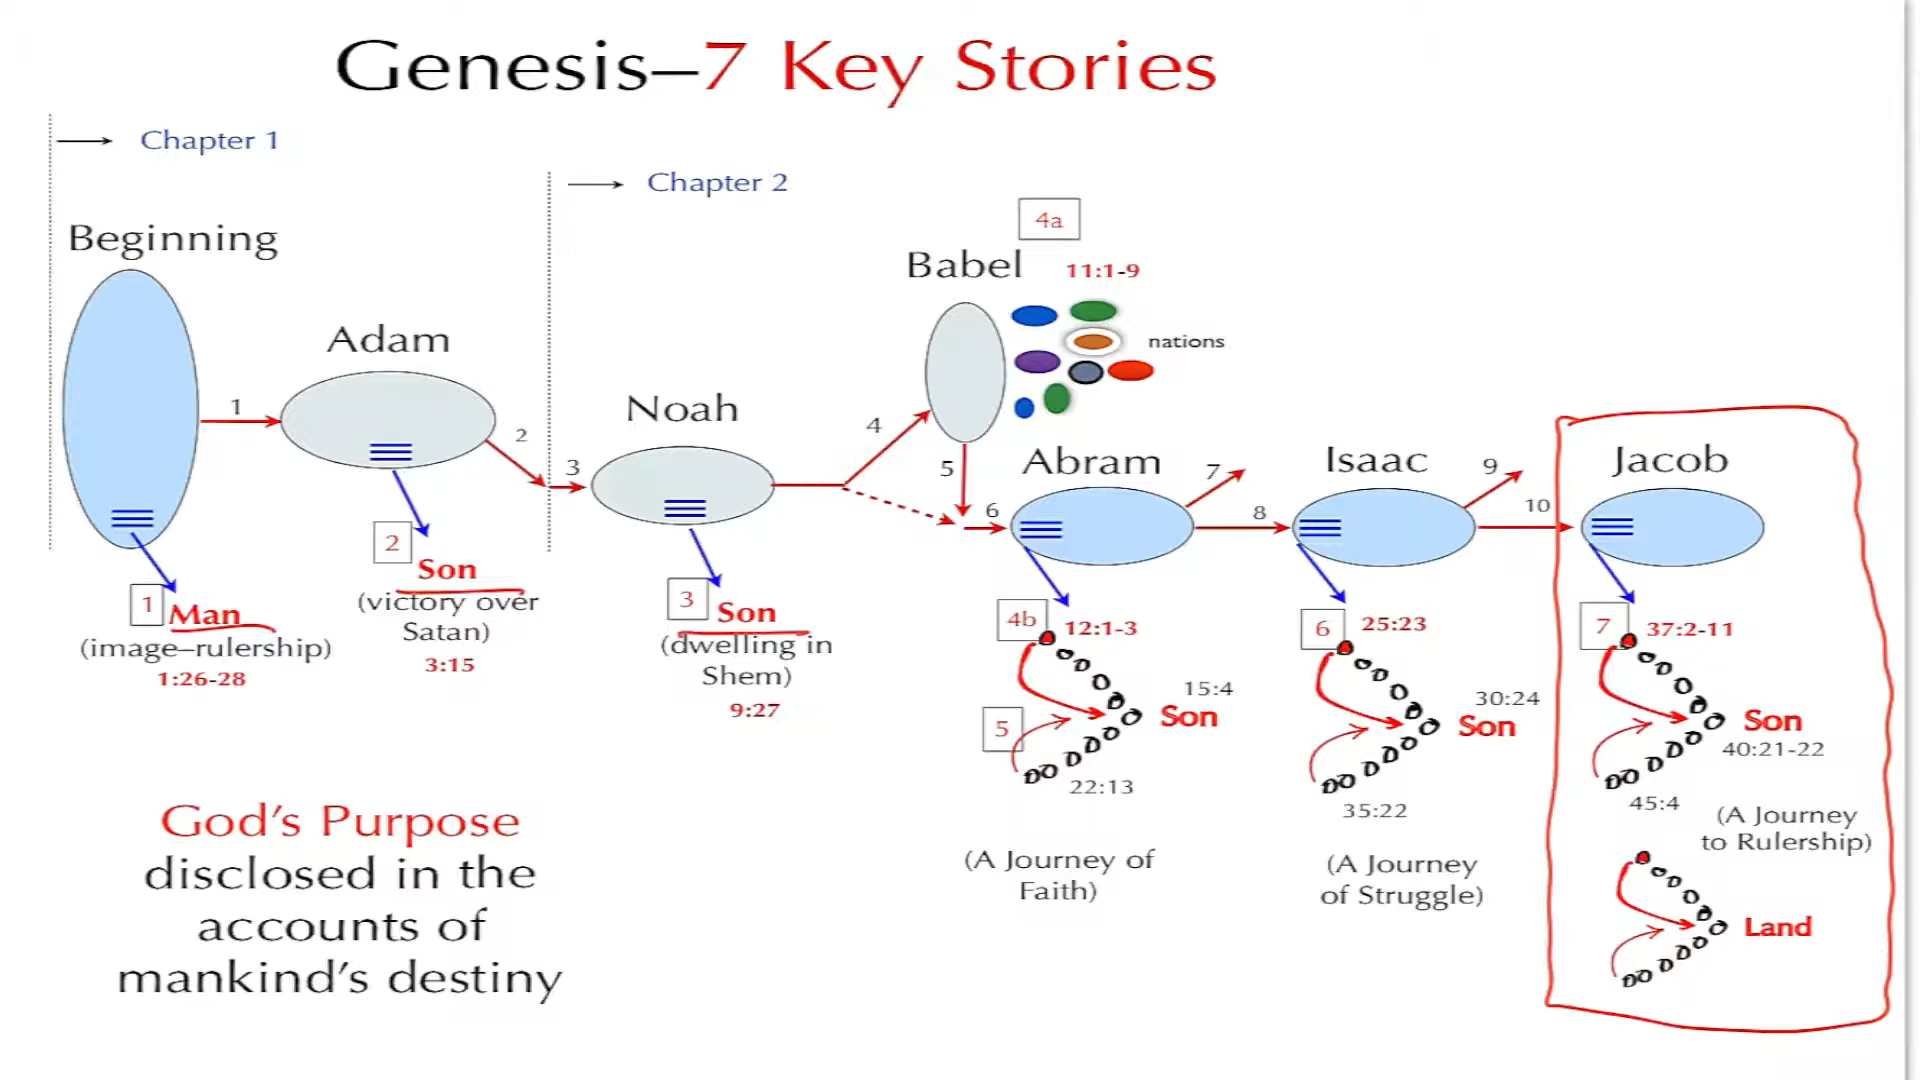 Genesis–7 Key Stories
Chapter 1
Chapter 2
Beginning
Adam
Noah
4a
Babel 11:1-9
nations
Abram
Isaac
Jacob
1
2
3
4
5
6
7
8
9
10
1 Man
(image–rulership)
1:26-28
2
Son
(victory over
Satan)
3:15
3 Son
(dwelling in
Shem)
9:27
4b 12:1-3
15:4
Son
5
22:13
(A Journey of
Faith)
6 25:23
30:24
Son
35:22
(A Journey
of Struggle)
7 37:2-11
Son
40:21-22
45:4
(A Journey
to Rulership)
Land
God's Purpose
disclosed in the
accounts of
mankind's destiny